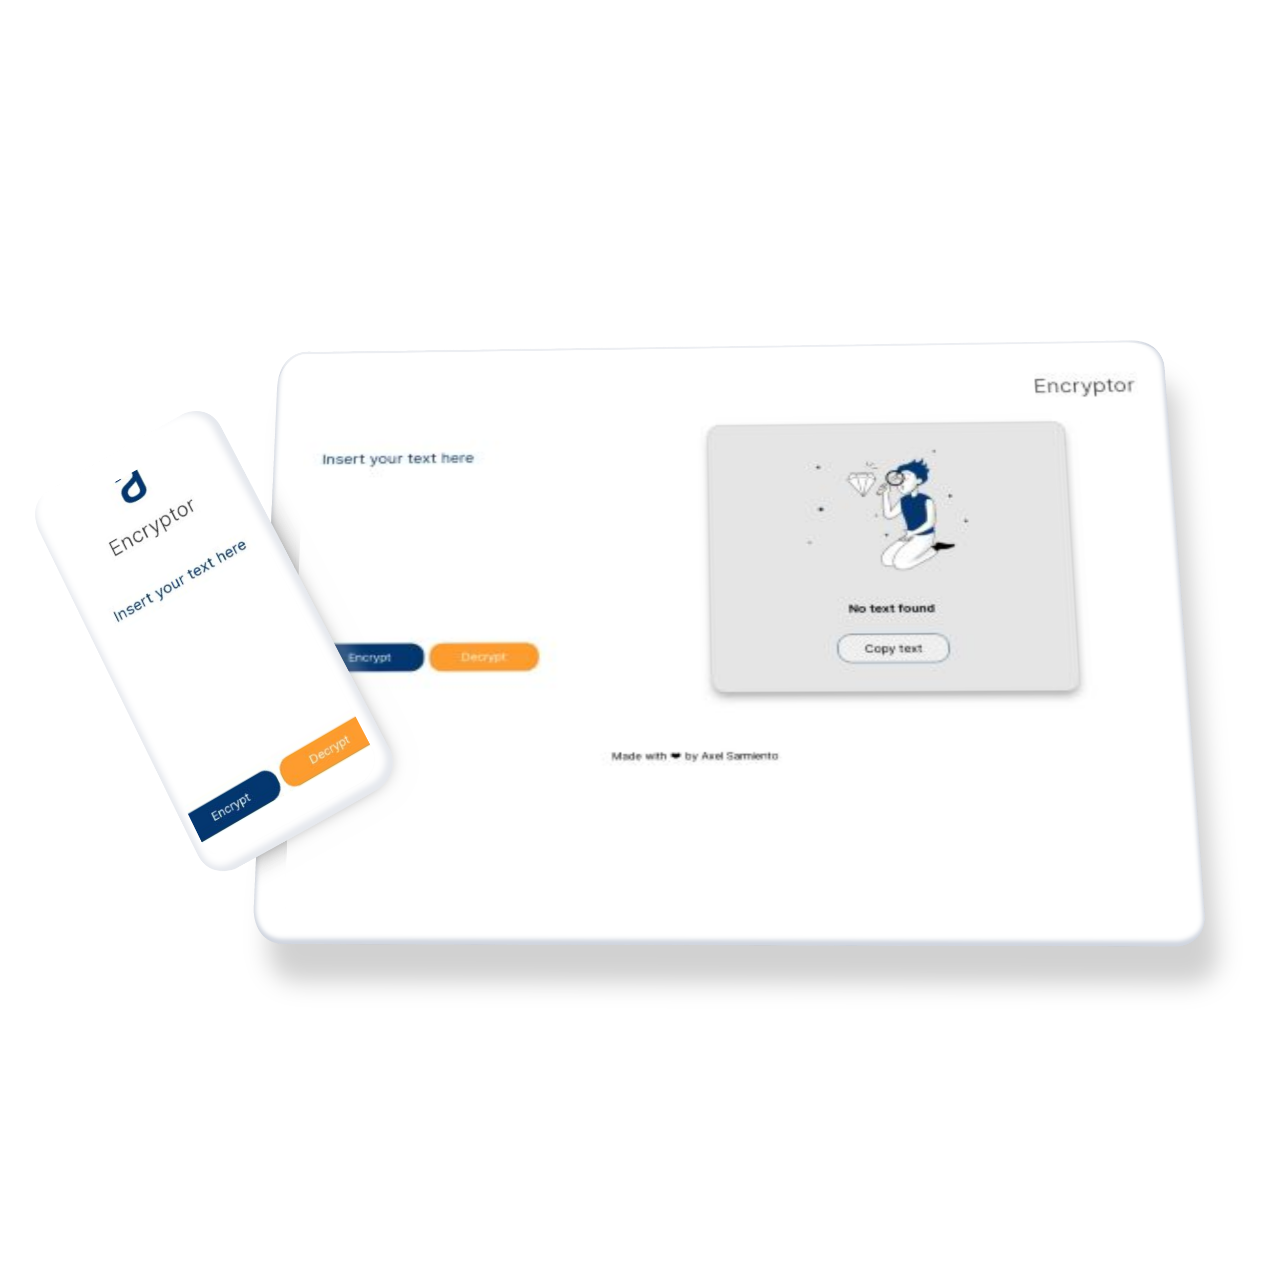 Encryptor
Insert your text here
Encrypt
Decrypt
Encryptor
Insert your text here
Encrypt
Decrypt
No text found
Copy text
Made with ❤ by Axel Sarmiento